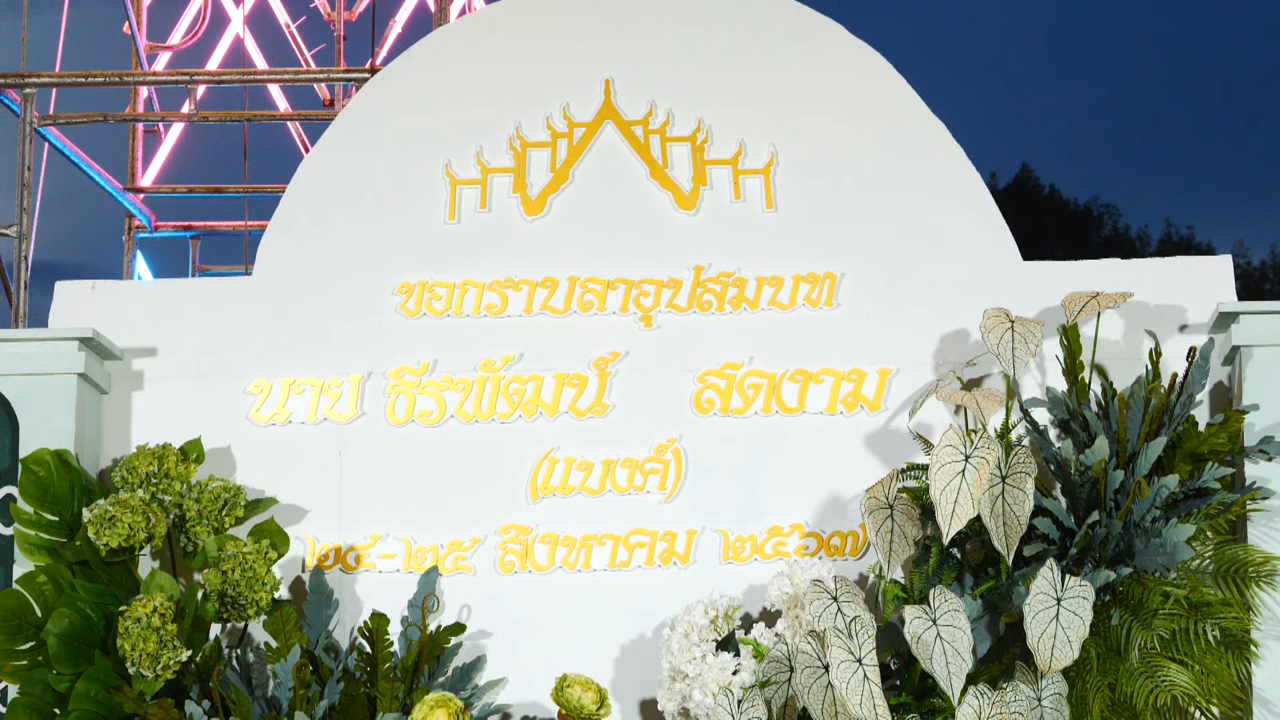 ขอกราบลาอุปสมบท
นาย ธีรพัฒน์ สดงาม
(แบงค์)
๒๔-๒๕ สิงหาคม ๒๕๖๗